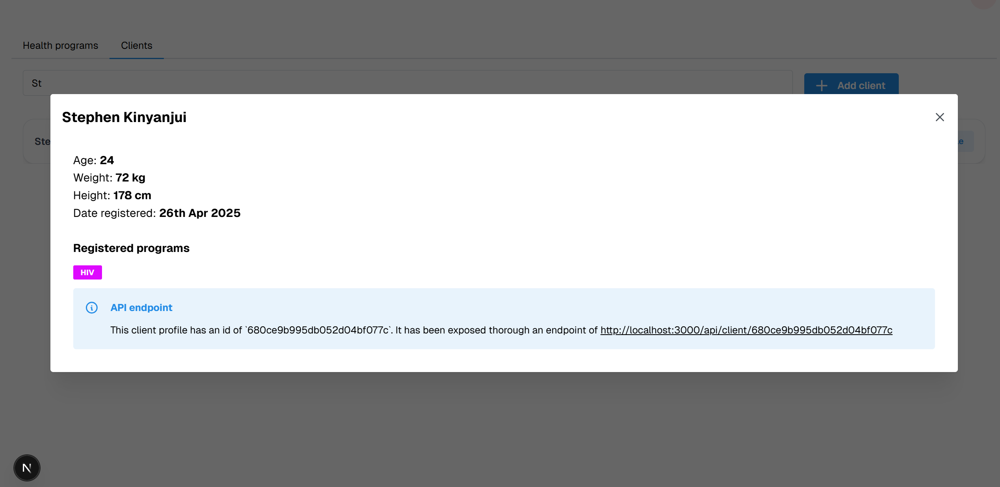 Health programs
Clients
St
Add client
Stephen Kinyanjui
Age: 24
Weight: 72 kg
Height: 178 cm
Date registered: 26th Apr 2025
Registered programs
HIV
API endpoint
This client profile has an id of `680ce9b995db052d04bf077c`. It has been exposed thorough an endpoint of http://localhost:3000/api/client/680ce9b995db052d04bf077c
Ste
N